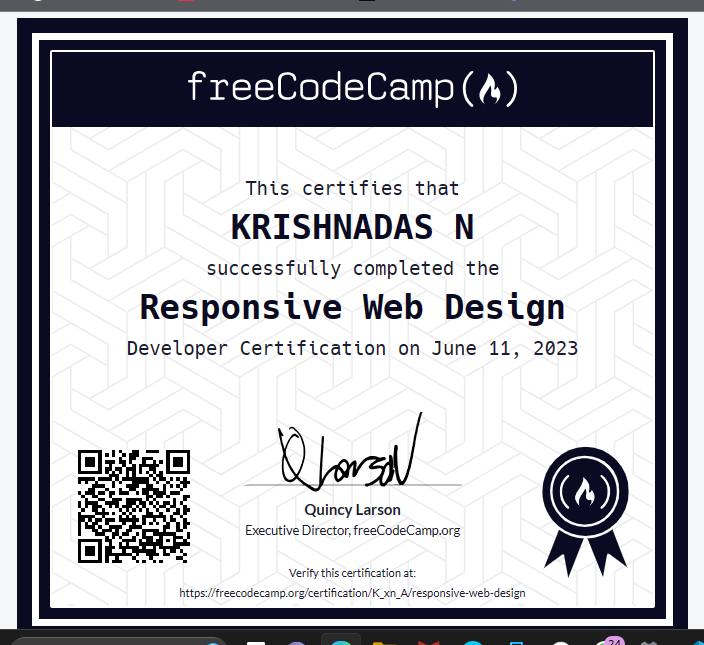 freeCodeCamp
This certifies that
KRISHNADAS N
successfully completed the
Responsive Web Design
Developer Certification on June 11, 2023
Quincy Larson
Executive Director, freeCodeCamp.org
Verify this certification at:
https://freecodecamp.org/certification/K_xn_A/responsive-web-design
24